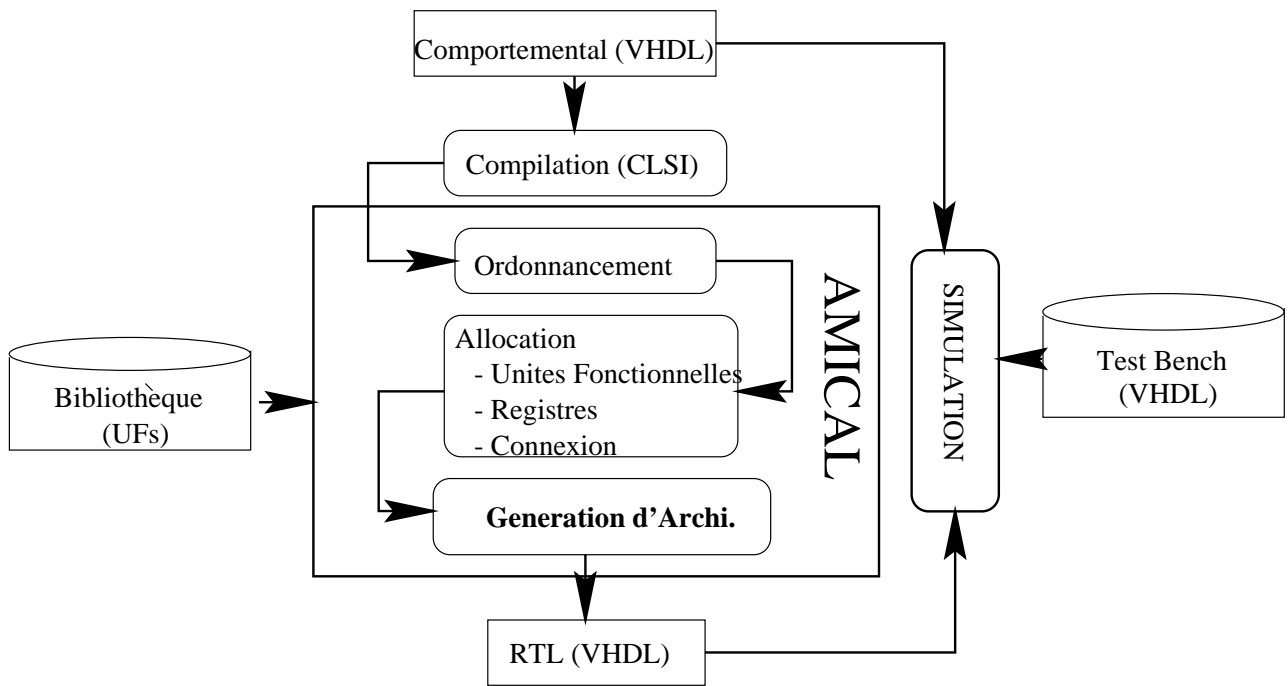 Comportemental (VHDL)
Compilation (CLSI)
Ordonnancement
Allocation
- Unites Fonctionnelles
- Registres
- Connexion
Generation d'Archi.
AMICAL
Bibliothèque
(UFs)
SIMULATION
Test Bench
(VHDL)
RTL (VHDL)